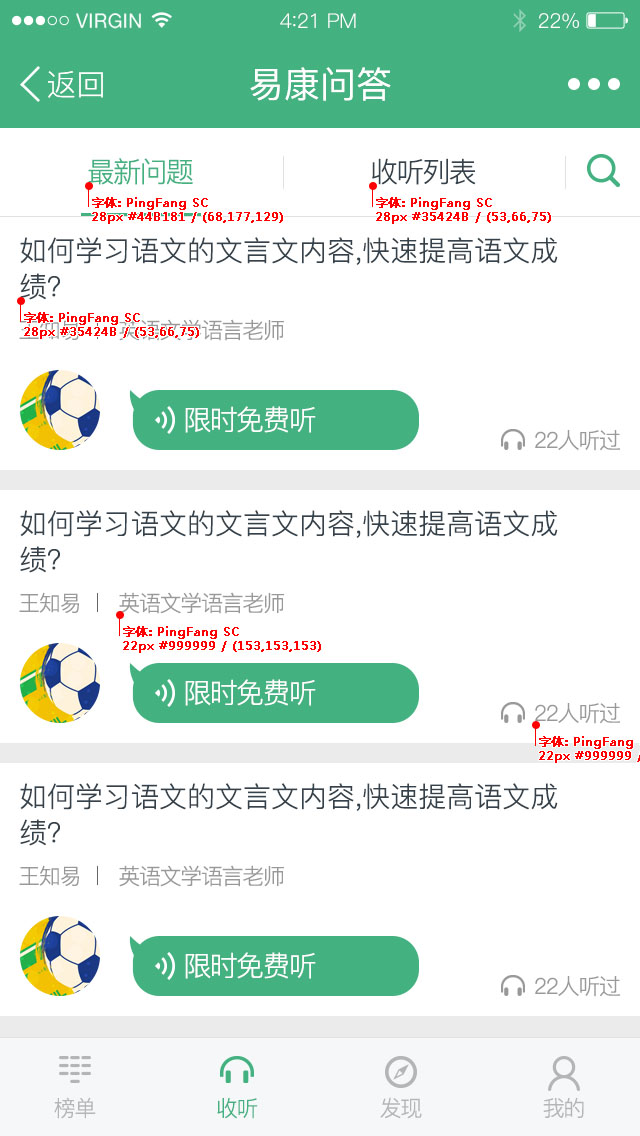 VIRGIN 4:21 PM 22%
返回 易康问答
最新问题 收听列表
字体: PingFang SC 字体: PingFang SC
28px #44B181 / (68,177,129) 28px #35424B / (53,66,75)
如何学习语文的文言文内容,快速提高语文成
绩?
字体: PingFang SC
28px #35424B / (53,66,75)
王知易 英语文学语言老师
限时免费听
22人听过
如何学习语文的文言文内容,快速提高语文成
绩?
王知易 英语文学语言老师
字体: PingFang SC
22px #999999 / (153,153,153)
限时免费听
22人听过
字体: PingFang
22px #999999 /
如何学习语文的文言文内容,快速提高语文成
绩?
王知易 英语文学语言老师
限时免费听
22人听过
榜单 收听 发现 我的